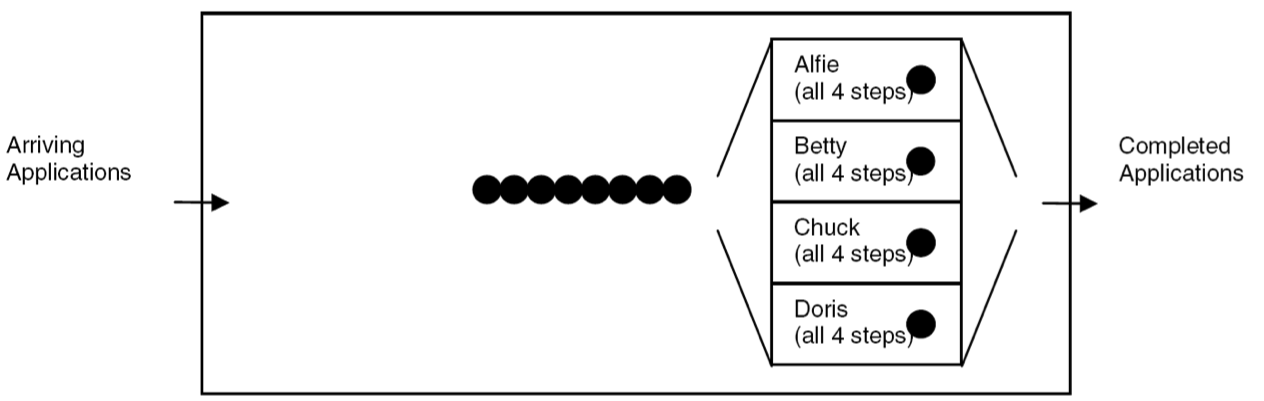 Arriving
Applications
Alfie
(all 4 steps)
Betty
(all 4 steps)
Chuck
(all 4 steps)
Doris
(all 4 steps)
Completed
Applications